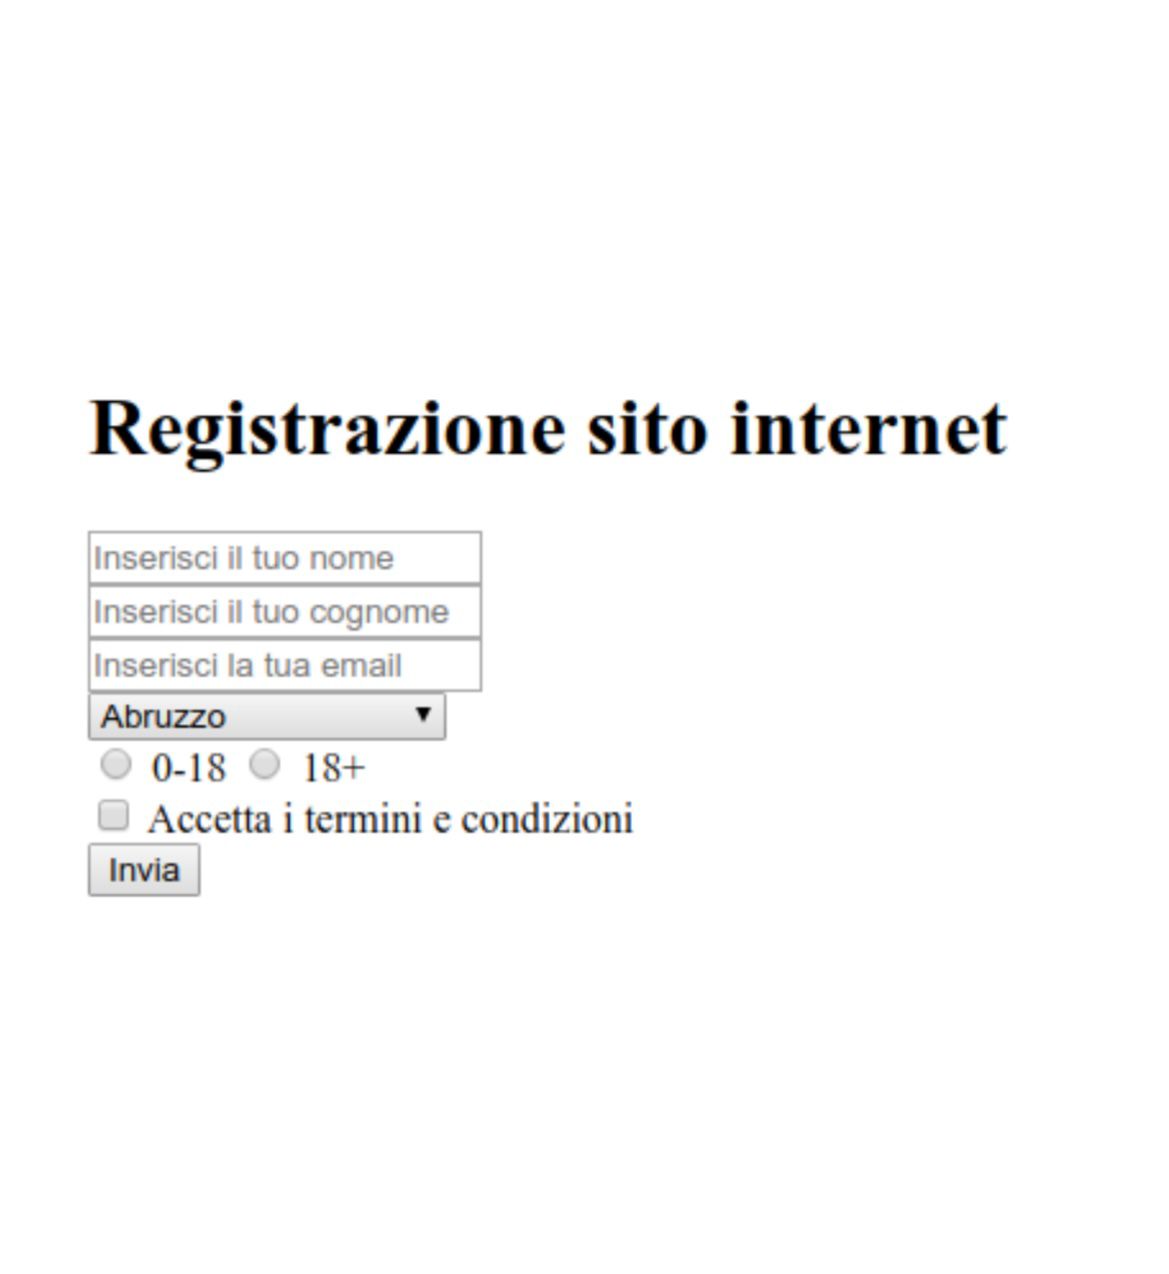 Registrazione sito internet
Inserisci il tuo nome
Inserisci il tuo cognome
Inserisci la tua email
Abruzzo
0-18 18+
Accetta i termini e condizioni
Invia